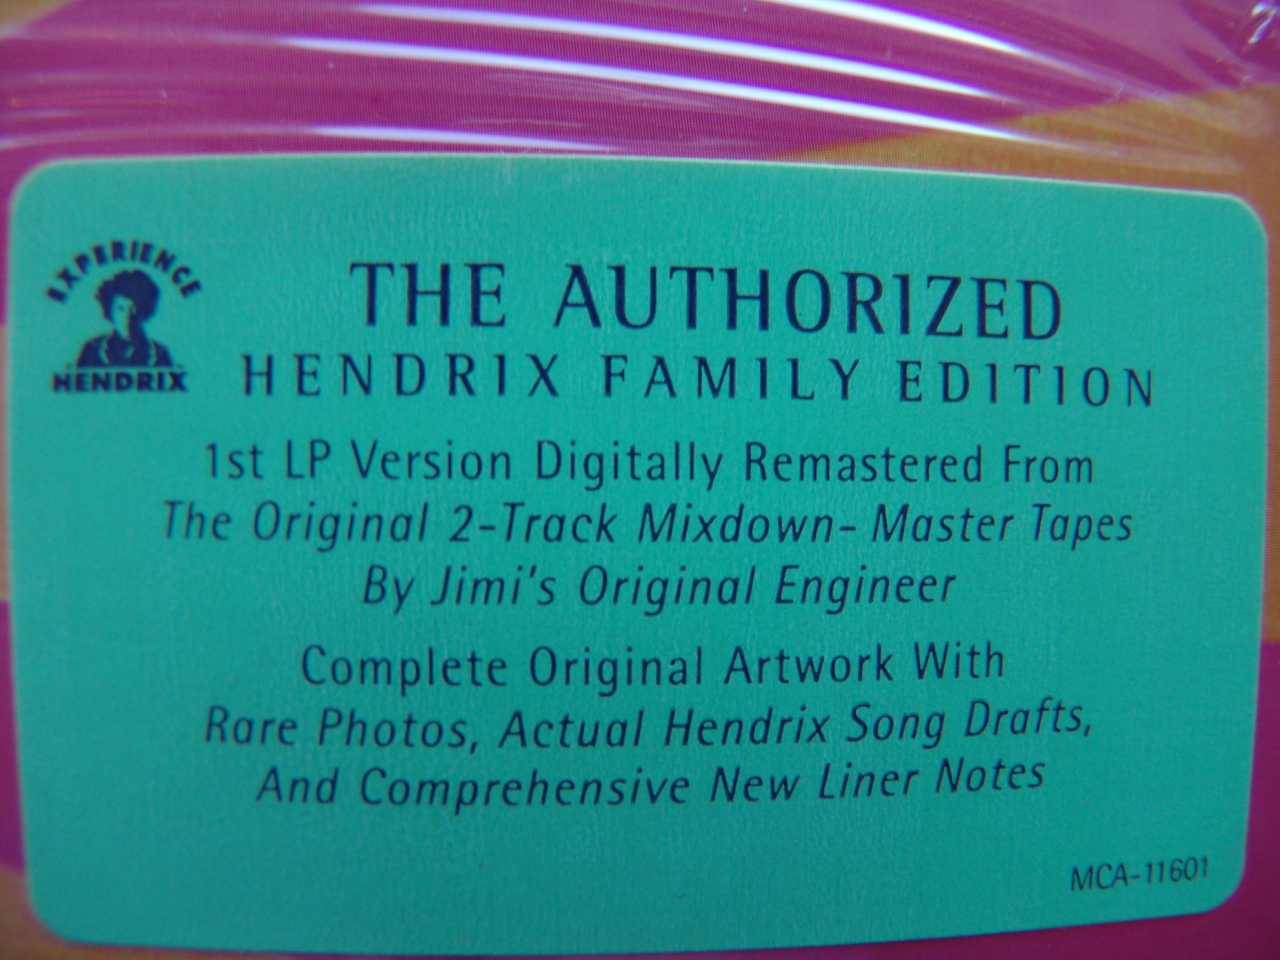 EXPERIENCE
HENDRIX
THE AUTHORIZED
HENDRIX FAMILY EDITION
1st LP Version Digitally Remastered From
The Original 2-Track Mixdown- Master Tapes
By Jimi's Original Engineer
Complete Original Artwork With
Rare Photos, Actual Hendrix Song Drafts,
And Comprehensive New Liner Notes
MCA-11601